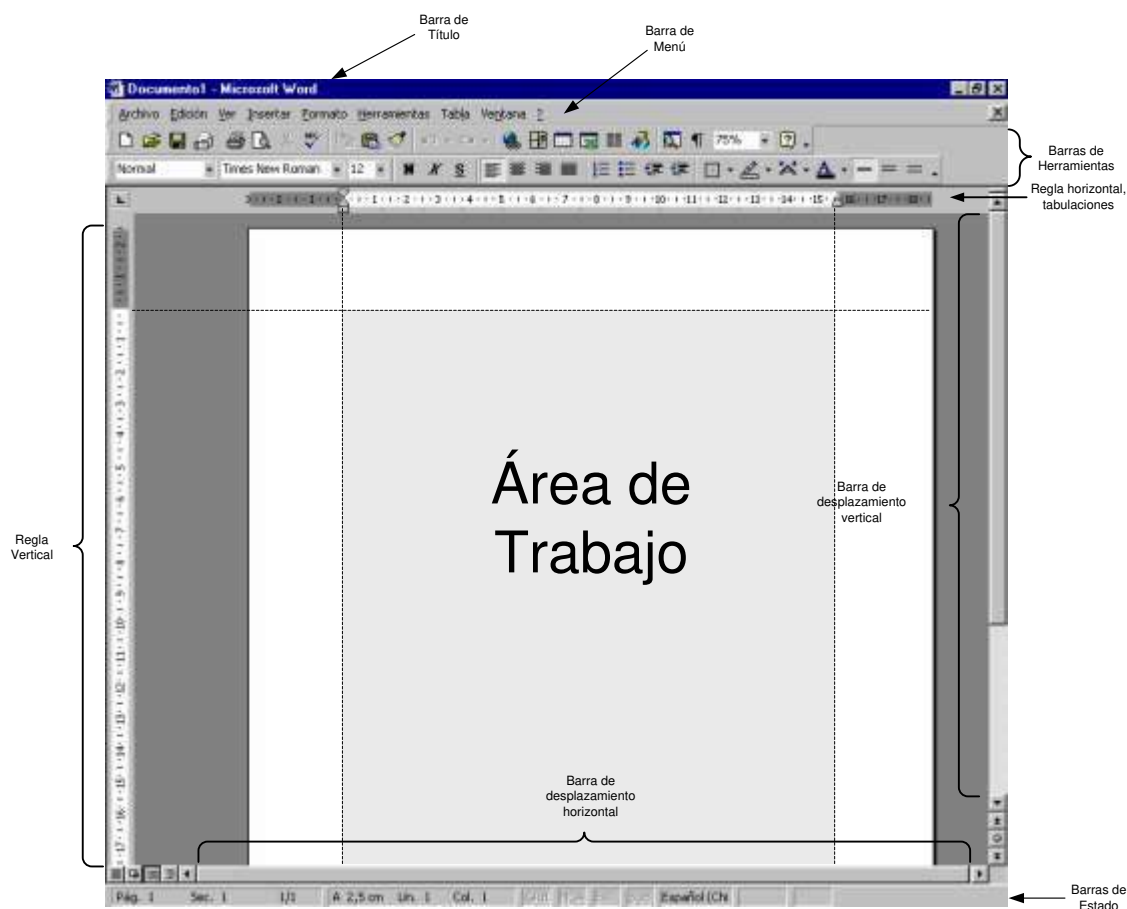 Barra de
Título
Barra de
Menú
Documento1 - Microsoft Word
Archivo Edición Ver Insertar Formato Herramientas Tabla Ventana ?
75%
Barras de
Herramientas
Normal Times New Roman 12 N K S
Regla horizontal,
tabulaciones
Área de
Trabajo
Barra de
desplazamiento
vertical
Regla
Vertical
Barra de
desplazamiento
horizontal
Pág. 1 Sec. 1 1/1 A 2,5 cm Lín. 1 Col. 1 Español (Chi
Barras de
Estado